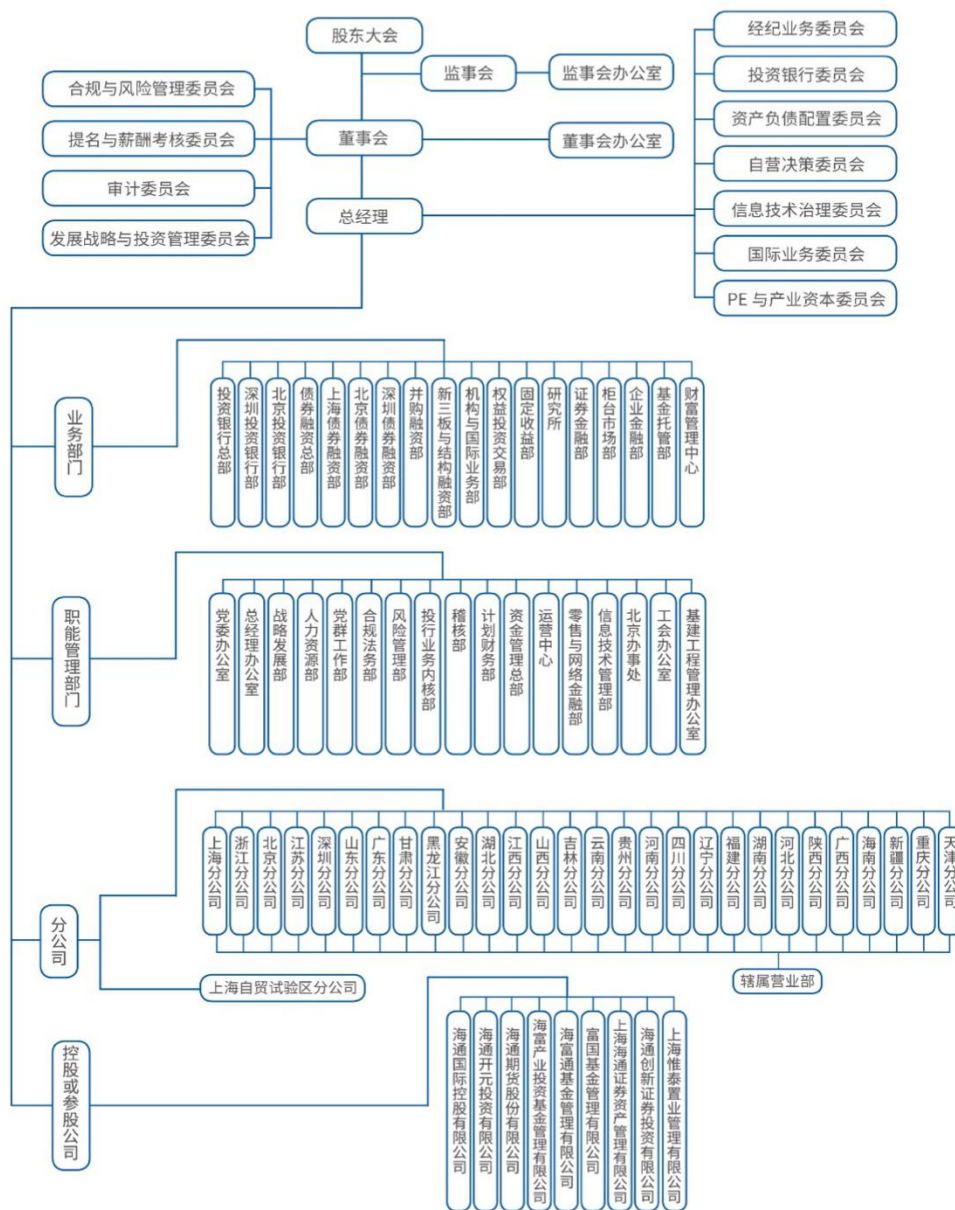 股东大会
监事会
监事会办公室
合规与风险管理委员会
提名与薪酬考核委员会
审计委员会
发展战略与投资管理委员会
董事会
董事会办公室
总经理
经纪业务委员会
投资银行委员会
资产负债配置委员会
自营决策委员会
信息技术治理委员会
国际业务委员会
PE 与产业资本委员会
业务部门
投资银行总部
深圳投资银行部
北京投资银行部
债券融资总部
上海债券融资部
北京债券融资部
深圳债券融资部
并购融资部
新三板与结构融资部
机构与国际业务部
权益投资交易部
固定收益部
研究所
证券金融部
柜台市场部
企业金融部
基金托管部
财富管理中心
职能管理部门
党委办公室
总经理办公室
战略发展部
人力资源部
党群工作部
合规法务部
风险管理部
投行业务内核部
稽核部
计划财务部
资金管理总部
运营中心
零售与网络金融部
信息技术管理部
北京办事处
工会办公室
基建工程管理办公室
分公司
上海分公司
浙江分公司
北京分公司
江苏分公司
深圳分公司
山东分公司
广东分公司
甘肃分公司
黑龙江分公司
安徽分公司
湖北分公司
江西分公司
山西分公司
吉林分公司
云南分公司
贵州分公司
河南分公司
四川分公司
辽宁分公司
福建分公司
湖南分公司
河北分公司
陕西分公司
广西分公司
海南分公司
新疆分公司
重庆分公司
天津分公司
上海自贸试验区分公司
辖属营业部
控股或参股公司
海通国际控股有限公司
海通开元投资有限公司
海通期货股份有限公司
海富产业投资基金管理有限公司
海富通基金管理有限公司
富国基金管理有限公司
上海海通证券资产管理有限公司
海通创新证券投资有限公司
上海惟泰置业管理有限公司